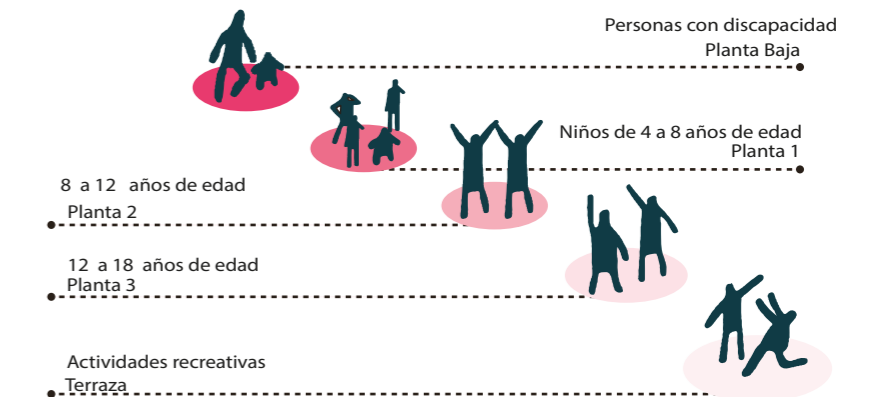 Personas con discapacidad
Planta Baja
Niños de 4 a 8 años de edad
Planta 1
8 a 12 años de edad
Planta 2
12 a 18 años de edad
Planta 3
Actividades recreativas
Terraza